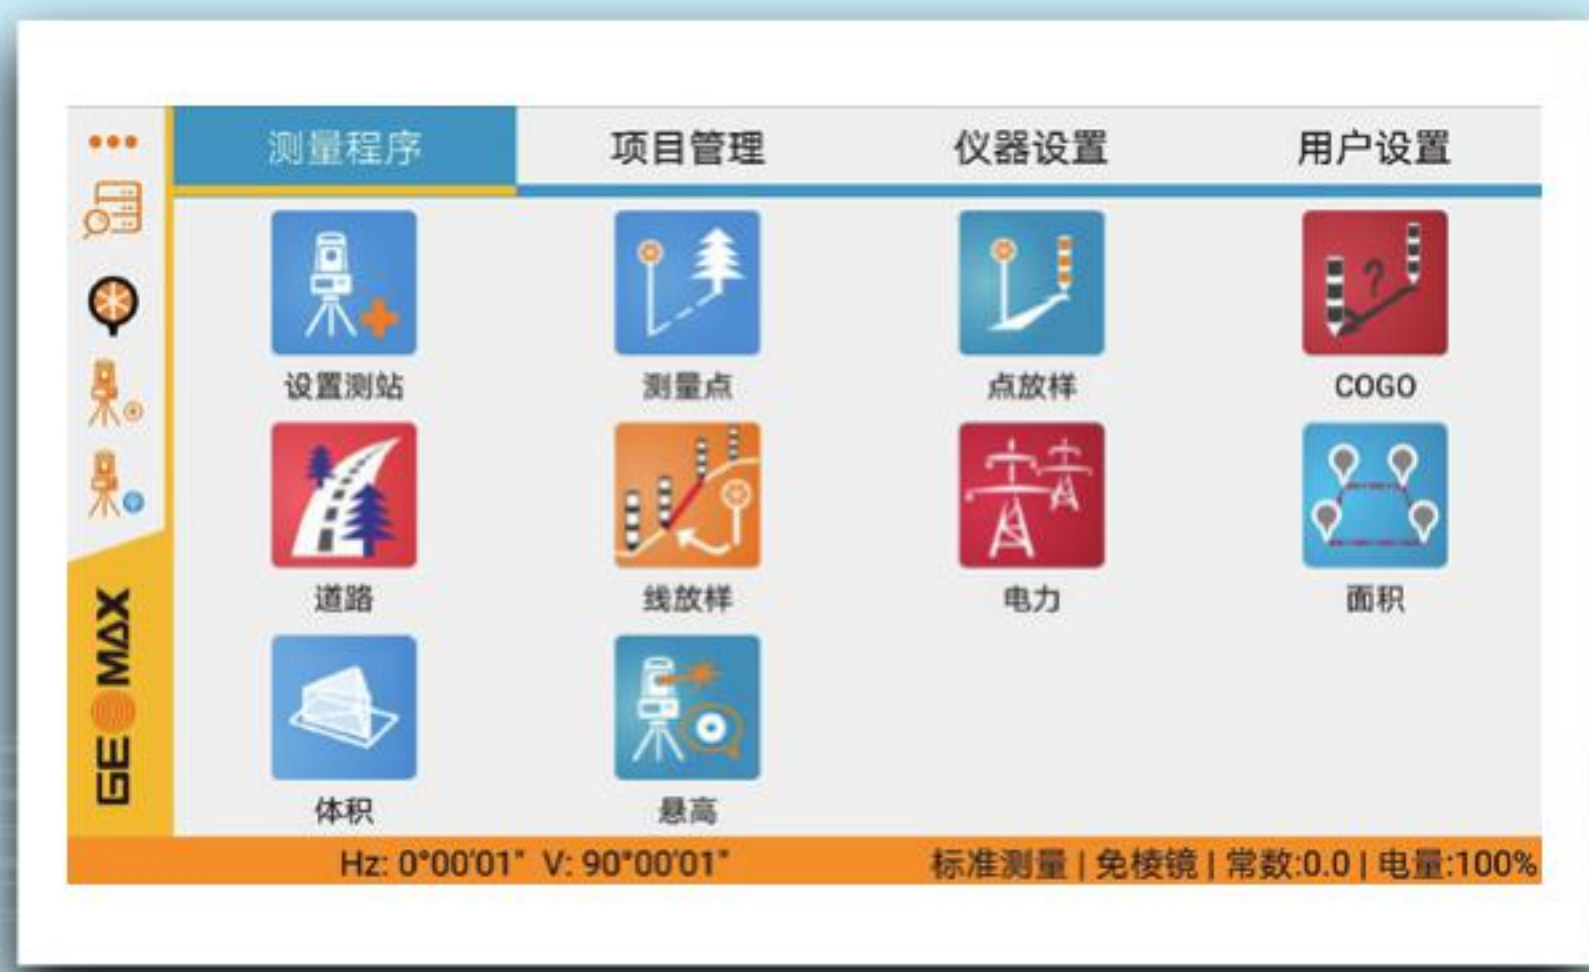 测量程序 项目管理 仪器设置 用户设置
设置测站 测量点 点放样 COGO
道路 线放样 电力 面积
体积 悬高
GEOMAX
Hz: 0°00'01" V: 90°00'01" 标准测量 | 免棱镜 | 常数:0.0 | 电量:100%